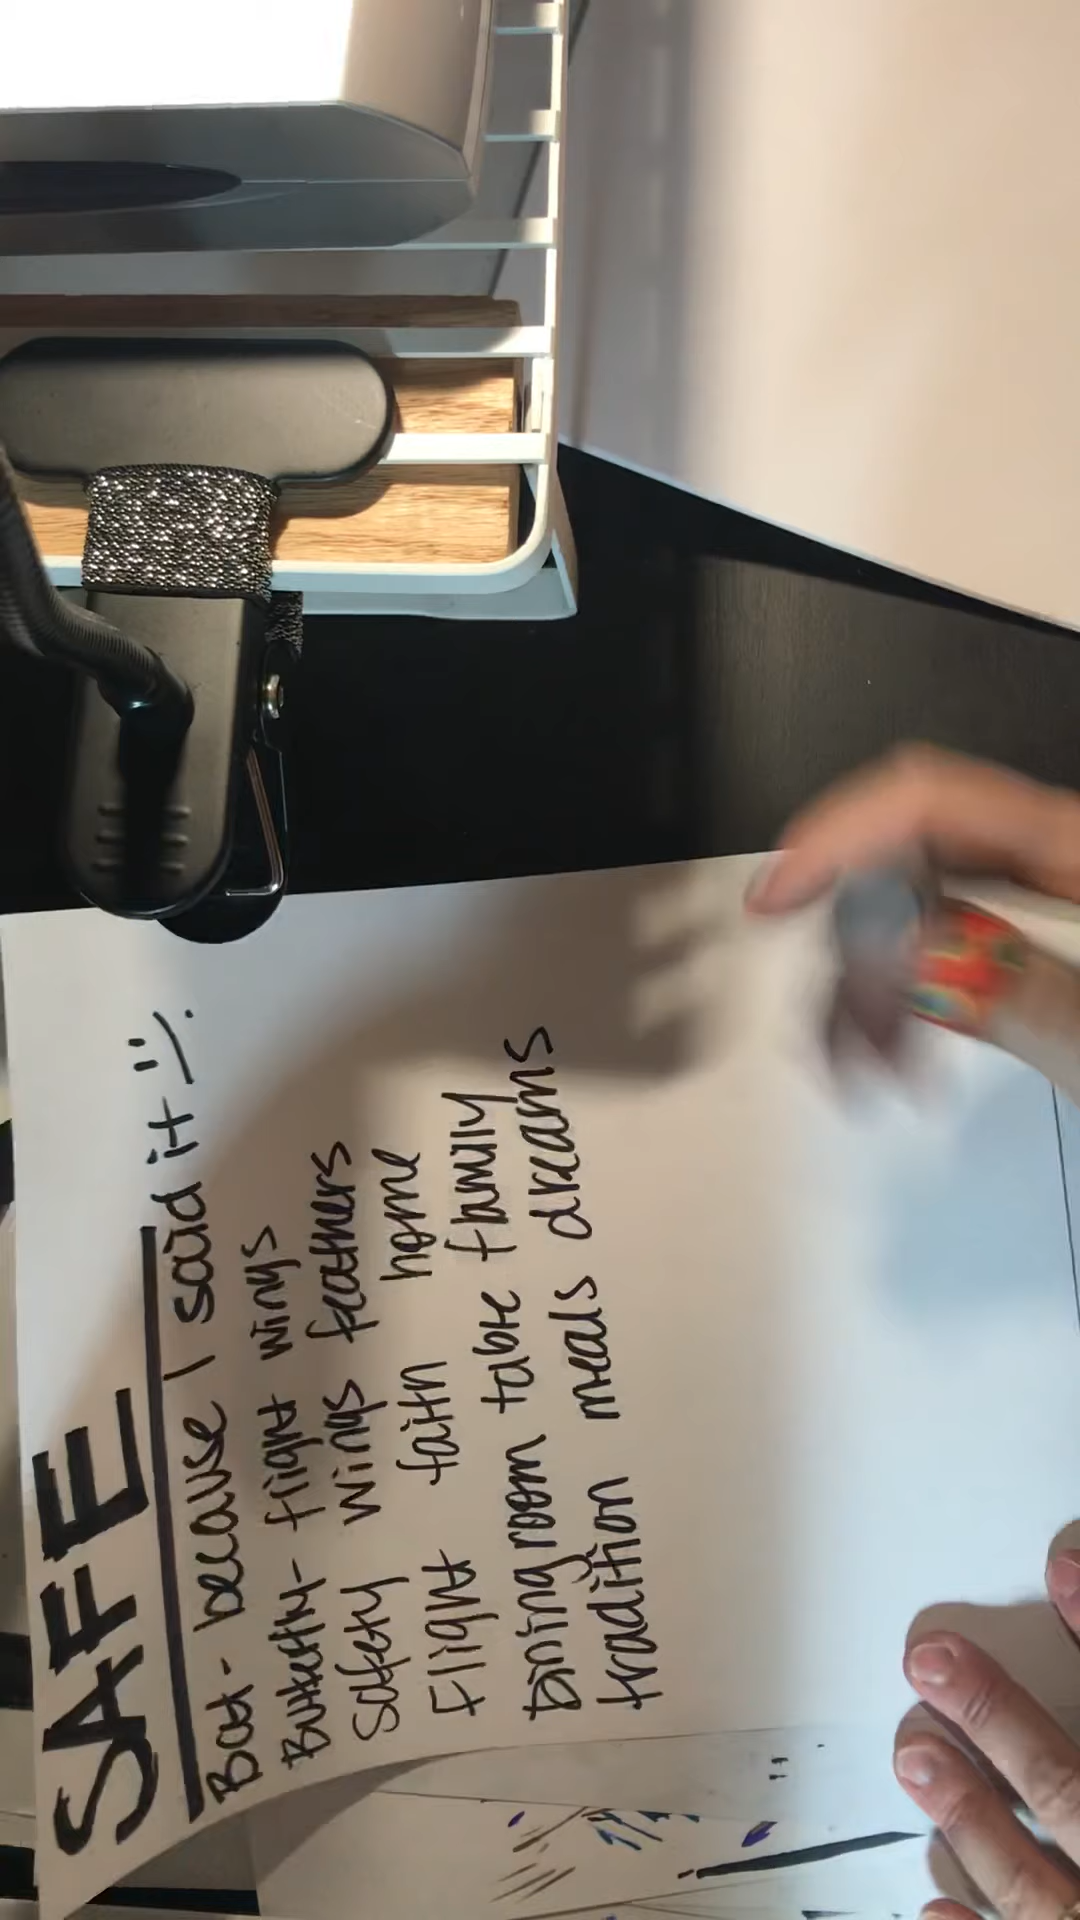 SAFE
Bat - because I said it :).
Butterfly - flight wings
Safety wings feathers
Flight faith home
Dining room table family
tradition meals dreams